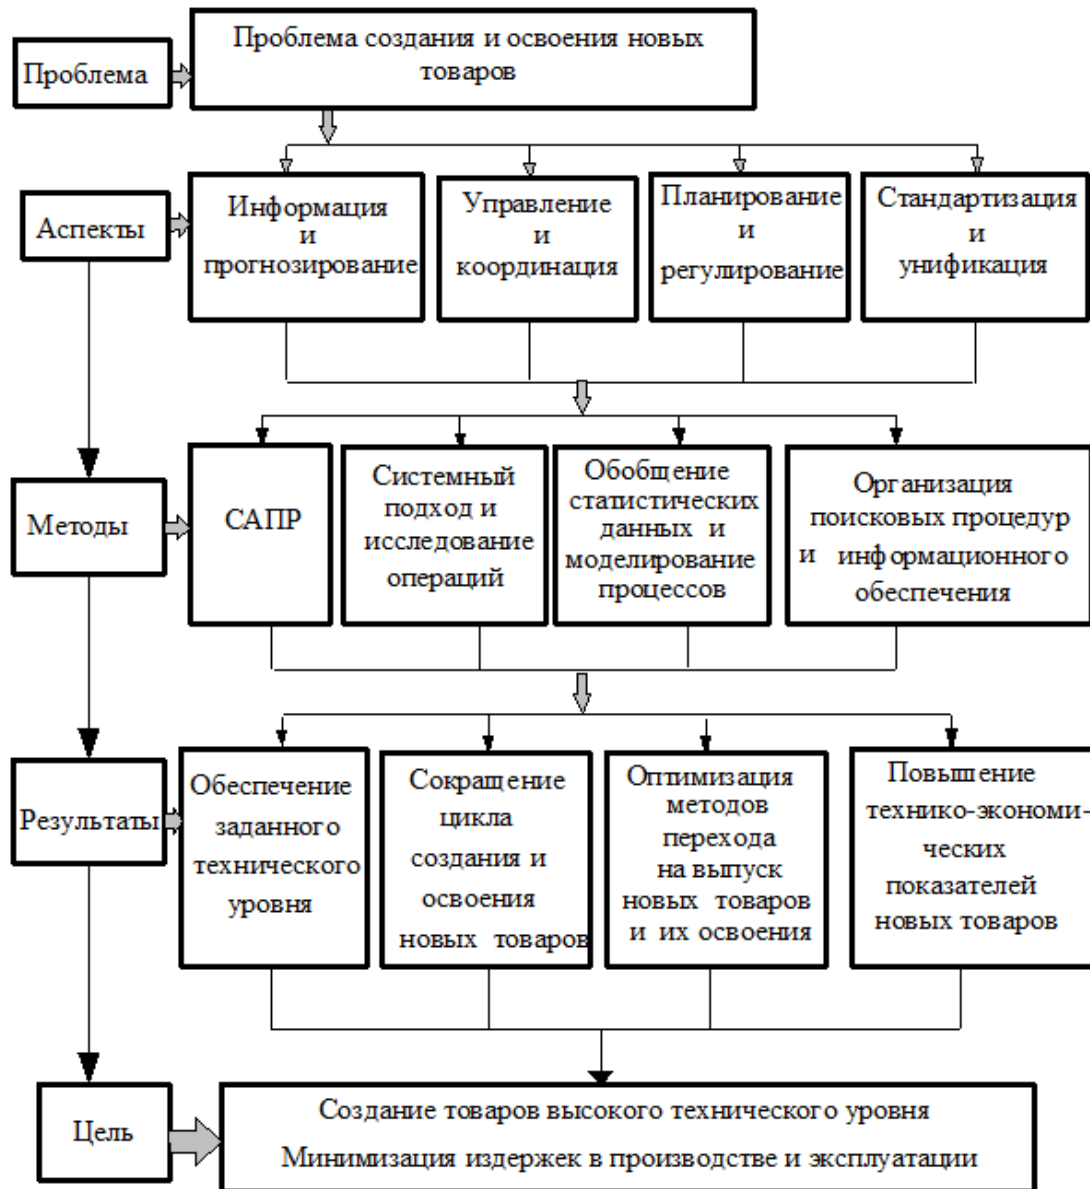 Проблема
Проблема создания и освоения новых
товаров
Аспекты
Информация
и
прогнозирование
Управление
и
координация
Планирование
и
регулирование
Стандартизация
и
унификация
Методы
САПР
Системный
подход и
исследование
операций
Обобщение
статистических
данных и
моделирование
процессов
Организация
поисковых процедур
и информационного
обеспечения
Результаты
Обеспечение
заданного
технического
уровня
Сокращение
цикла
создания и
освоения
новых товаров
Оптимизация
методов
перехода
на выпуск
новых товаров
и их освоения
Повышение
технико-экономи-
ческих
показателей
новых товаров
Цель
Создание товаров высокого технического уровня
Минимизация издержек в производстве и эксплуатации